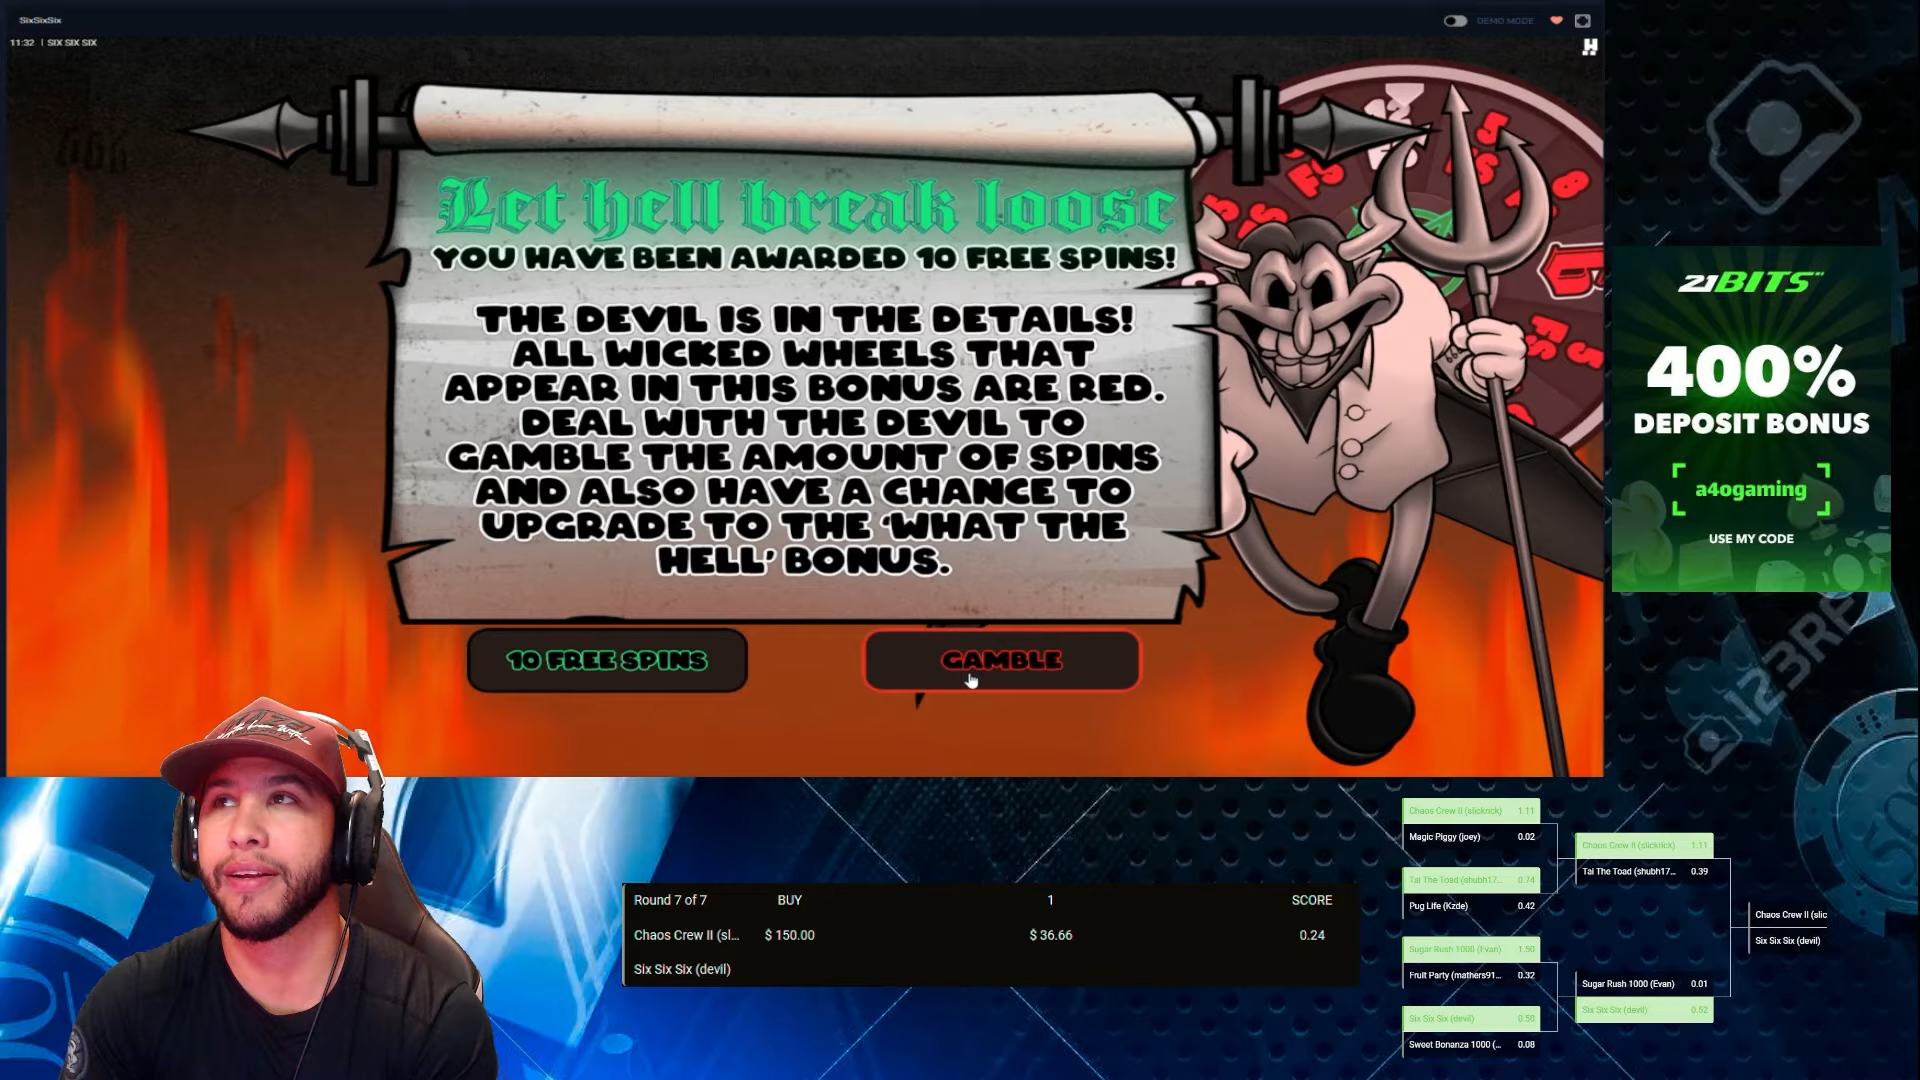 SixSixSix
DEMO MODE
11:32 | SIX SIX SIX
666
Let hell break loose
YOU HAVE BEEN AWARDED 10 FREE SPINS!
THE DEVIL IS IN THE DETAILS!
ALL WICKED WHEELS THAT
APPEAR IN THIS BONUS ARE RED.
DEAL WITH THE DEVIL TO
GAMBLE THE AMOUNT OF SPINS
AND ALSO HAVE A CHANCE TO
UPGRADE TO THE 'WHAT THE
HELL' BONUS.
10 FREE SPINS
GAMBLE
21BITS
400%
DEPOSIT BONUS
a4ogaming
USE MY CODE
123RF
Round 7 of 7 BUY 1 SCORE
Chaos Crew II (sl... $ 150.00 $ 36.66 0.24
Six Six Six (devil)
Chaos Crew II (slickrick) 1.11
Magic Piggy (joey) 0.02
Tai The Toad (shubh17... 0.74
Pug Life (Kzde) 0.42
Sugar Rush 1000 (Evan) 1.50
Fruit Party (mathers91... 0.32
Six Six Six (devil) 0.50
Sweet Bonanza 1000 (... 0.08
Chaos Crew II (slickrick) 1.11
Tai The Toad (shubh17... 0.39
Sugar Rush 1000 (Evan) 0.01
Six Six Six (devil) 0.52
Chaos Crew II (slic
Six Six Six (devil)